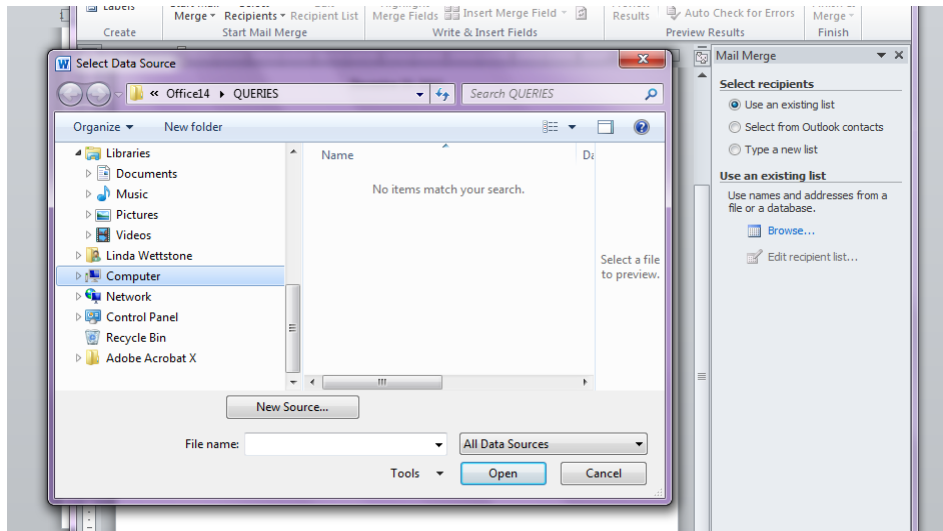 Labels
Merge Recipients Recipient List
Merge Fields Insert Merge Field
Results
Auto Check for Errors
Merge
Create
Start Mail Merge
Write & Insert Fields
Preview Results
Finish
Select Data Source
Mail Merge
« Office14 QUERIES
Search QUERIES
Organize
New folder
Libraries
Documents
Music
Pictures
Videos
Linda Wettstone
Computer
Network
Control Panel
Recycle Bin
Adobe Acrobat X
Name
Da
No items match your search.
Select a file
to preview.
New Source...
File name:
All Data Sources
Tools
Open
Cancel
Select recipients
Use an existing list
Select from Outlook contacts
Type a new list
Use an existing list
Use names and addresses from a
file or a database.
Browse...
Edit recipient list...